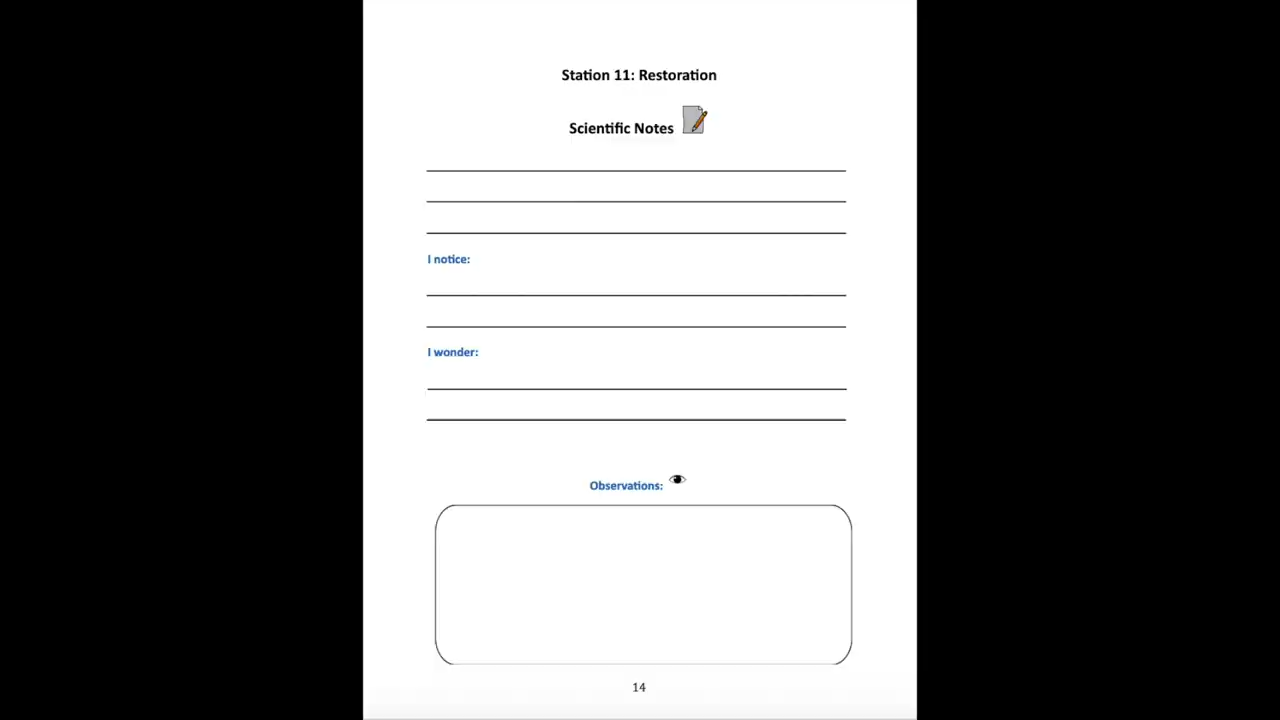 Station 11: Restoration
Scientific Notes
I notice:
I wonder:
Observations:
14